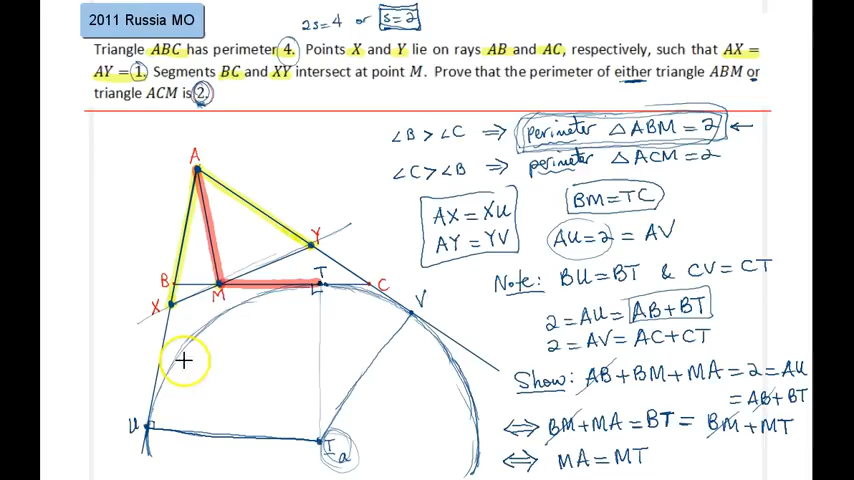 2011 Russia MO
2s=4 or s=2
Triangle ABC has perimeter 4. Points X and Y lie on rays AB and AC, respectively, such that AX =
AY = 1. Segments BC and XY intersect at point M. Prove that the perimeter of either triangle ABM or
triangle ACM is 2.
∠B > ∠C ⟹ perimeter △ABM = 2 ←
∠C > ∠B ⟹ perimeter △ACM = 2
BM = TC
AX = XU
AY = YV
AU = 2 = AV
Note: BU = BT & CV = CT
2 = AU = AB + BT
2 = AV = AC + CT
Show: AB + BM + MA = 2 = AU
= AB + BT
⟺ BM + MA = BT = BM + MT
⟺ MA = MT
A
Y
B
T
C
X
M
V
U
Ia